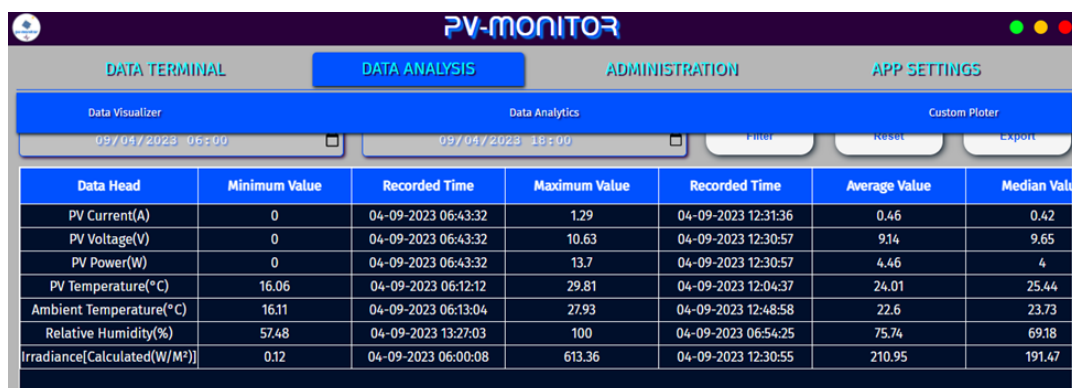 PV-MONITOR
DATA TERMINAL DATA ANALYSIS ADMINISTRATION APP SETTINGS
Data Visualizer Data Analytics Custom Ploter
09/04/2023 06:00 09/04/2023 18:00 Filter Reset Export
Data Head Minimum Value Recorded Time Maximum Value Recorded Time Average Value Median Valu
PV Current(A) 0 04-09-2023 06:43:32 1.29 04-09-2023 12:31:36 0.46 0.42
PV Voltage(V) 0 04-09-2023 06:43:32 10.63 04-09-2023 12:30:57 9.14 9.65
PV Power(W) 0 04-09-2023 06:43:32 13.7 04-09-2023 12:30:57 4.46 4
PV Temperature(°C) 16.06 04-09-2023 06:12:12 29.81 04-09-2023 12:04:37 24.01 25.44
Ambient Temperature(°C) 16.11 04-09-2023 06:13:04 27.93 04-09-2023 12:48:58 22.6 23.73
Relative Humidity(%) 57.48 04-09-2023 13:27:03 100 04-09-2023 06:54:25 75.74 69.18
Irradiance[Calculated(W/M²)] 0.12 04-09-2023 06:00:08 613.36 04-09-2023 12:30:55 210.95 191.47